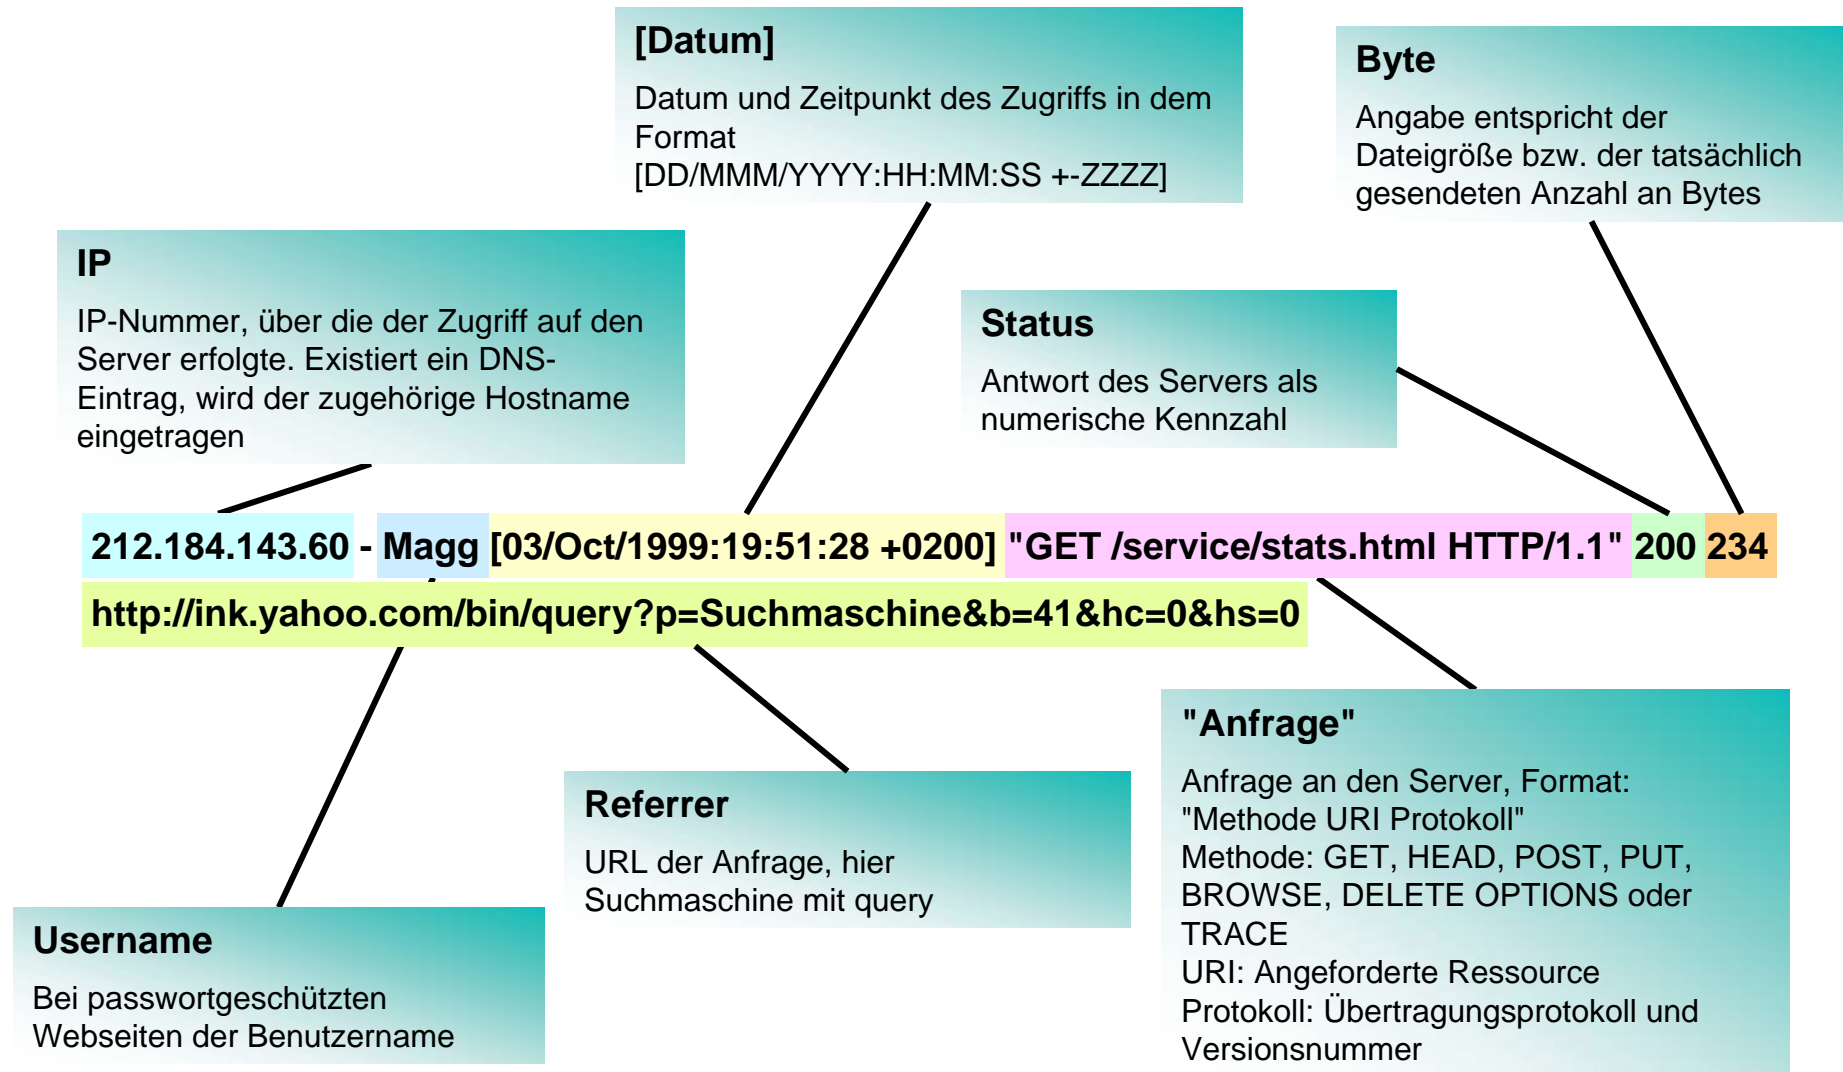 [Datum]
Datum und Zeitpunkt des Zugriffs in dem
Format
[DD/MMM/YYYY:HH:MM:SS +-ZZZZ]
Byte
Angabe entspricht der
Dateigröße bzw. der tatsächlich
gesendeten Anzahl an Bytes
IP
IP-Nummer, über die der Zugriff auf den
Server erfolgte. Existiert ein DNS-
Eintrag, wird der zugehörige Hostname
eingetragen
Status
Antwort des Servers als
numerische Kennzahl
212.184.143.60 - Magg [03/Oct/1999:19:51:28 +0200] "GET /service/stats.html HTTP/1.1" 200 234
http://ink.yahoo.com/bin/query?p=Suchmaschine&b=41&hc=0&hs=0
Username
Bei passwortgeschützten
Webseiten der Benutzername
Referrer
URL der Anfrage, hier
Suchmaschine mit query
"Anfrage"
Anfrage an den Server, Format:
"Methode URI Protokoll"
Methode: GET, HEAD, POST, PUT,
BROWSE, DELETE OPTIONS oder
TRACE
URI: Angeforderte Ressource
Protokoll: Übertragungsprotokoll und
Versionsnummer